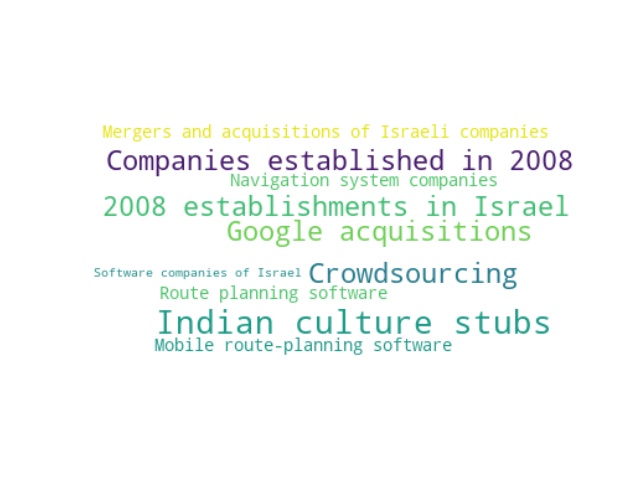 Mergers and acquisitions of Israeli companies
Companies established in 2008
Navigation system companies
2008 establishments in Israel
Google acquisitions
Software companies of Israel
Crowdsourcing
Route planning software
Indian culture stubs
Mobile route-planning software